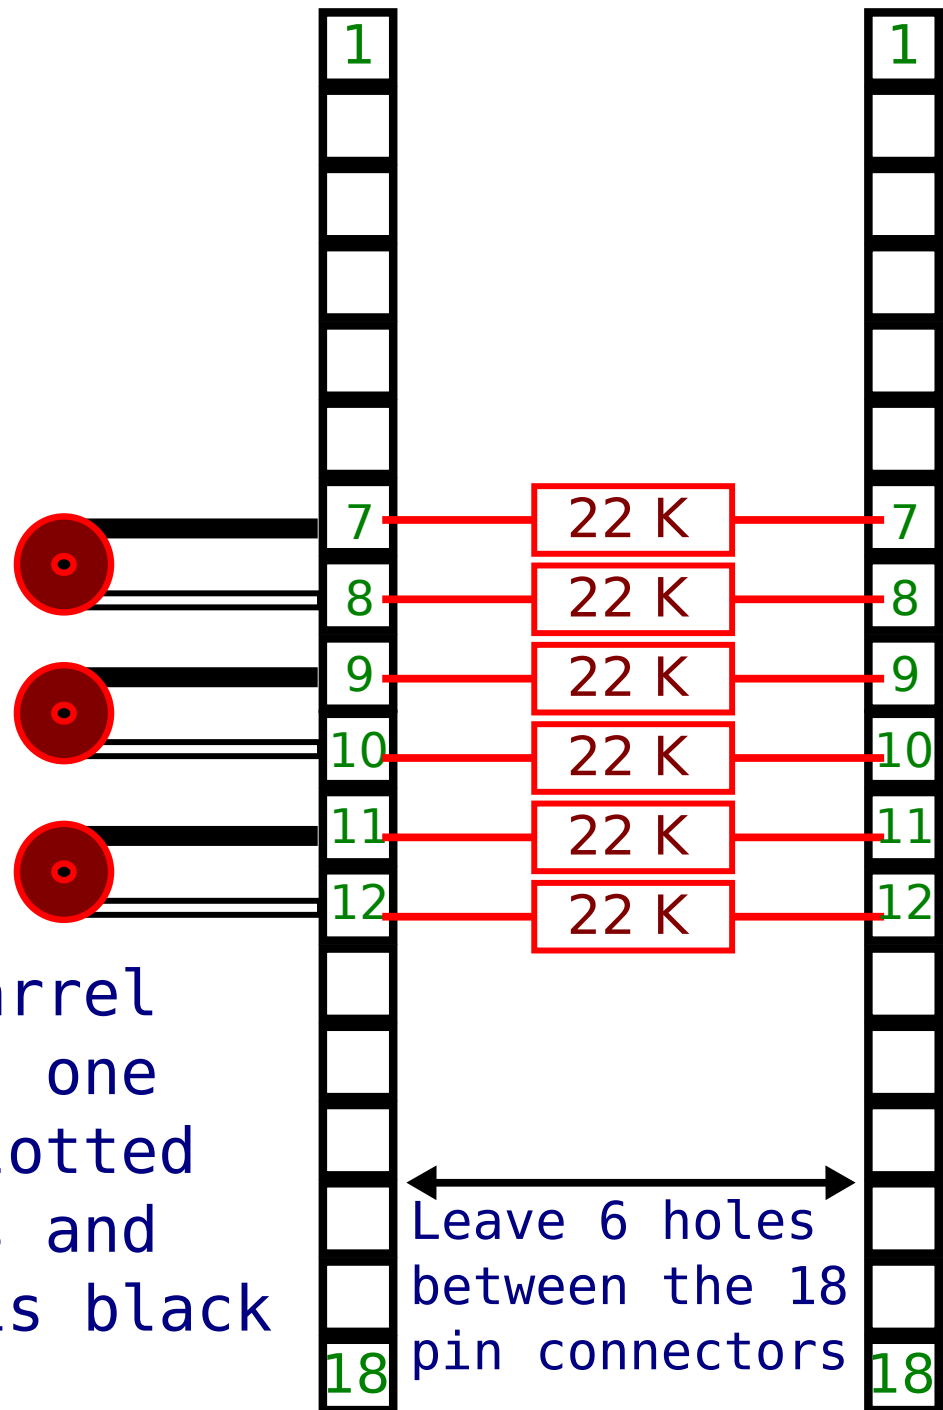 1 1
7 22 K 7
8 22 K 8
9 22 K 9
10 22 K 10
11 22 K 11
12 22 K 12
one
and
black
Leave 6 holes
between the 18
pin connectors
18 18